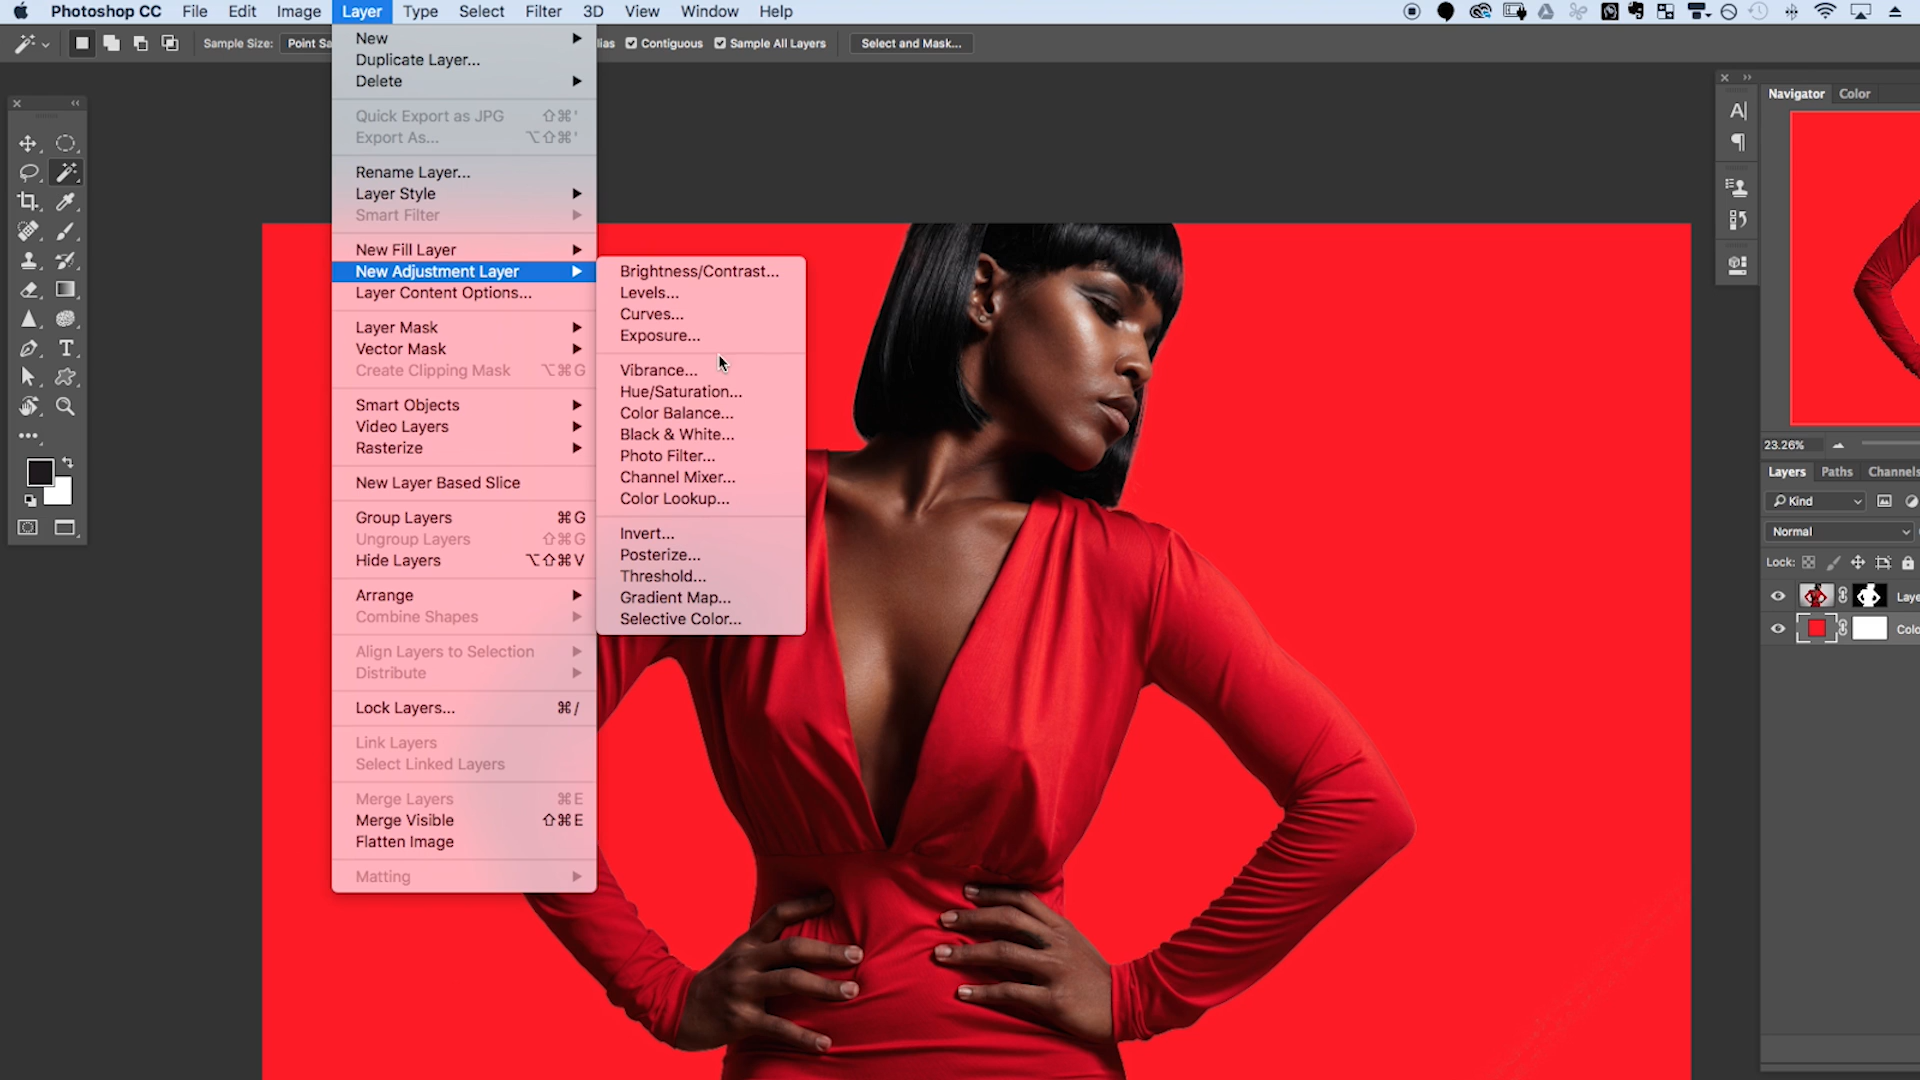 Photoshop CC File Edit Image Layer Type Select Filter 3D View Window Help
Sample Size: Point Sa
Contiguous Sample All Layers Select and Mask...
New
Duplicate Layer...
Delete
Quick Export as JPG ⇧⌘'
Export As... ⌥⇧⌘'
Rename Layer...
Layer Style
Smart Filter
New Fill Layer
New Adjustment Layer
Layer Content Options...
Layer Mask
Vector Mask
Create Clipping Mask ⌥⌘G
Smart Objects
Video Layers
Rasterize
New Layer Based Slice
Group Layers ⌘G
Ungroup Layers ⇧⌘G
Hide Layers ⌥⇧⌘V
Arrange
Combine Shapes
Align Layers to Selection
Distribute
Lock Layers... ⌘/
Link Layers
Select Linked Layers
Merge Layers ⌘E
Merge Visible ⇧⌘E
Flatten Image
Matting
Brightness/Contrast...
Levels...
Curves...
Exposure...
Vibrance...
Hue/Saturation...
Color Balance...
Black & White...
Photo Filter...
Channel Mixer...
Color Lookup...
Invert...
Posterize...
Threshold...
Gradient Map...
Selective Color...
Navigator Color
23.26%
Layers Paths Channels
Kind
Normal
Lock:
Laye
Colo